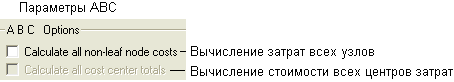 Параметры ABC
A B C Options
Calculate all non-leaf node costs Вычисление затрат всех узлов
Calculate all cost center totals Вычисление стоимости всех центров затрат